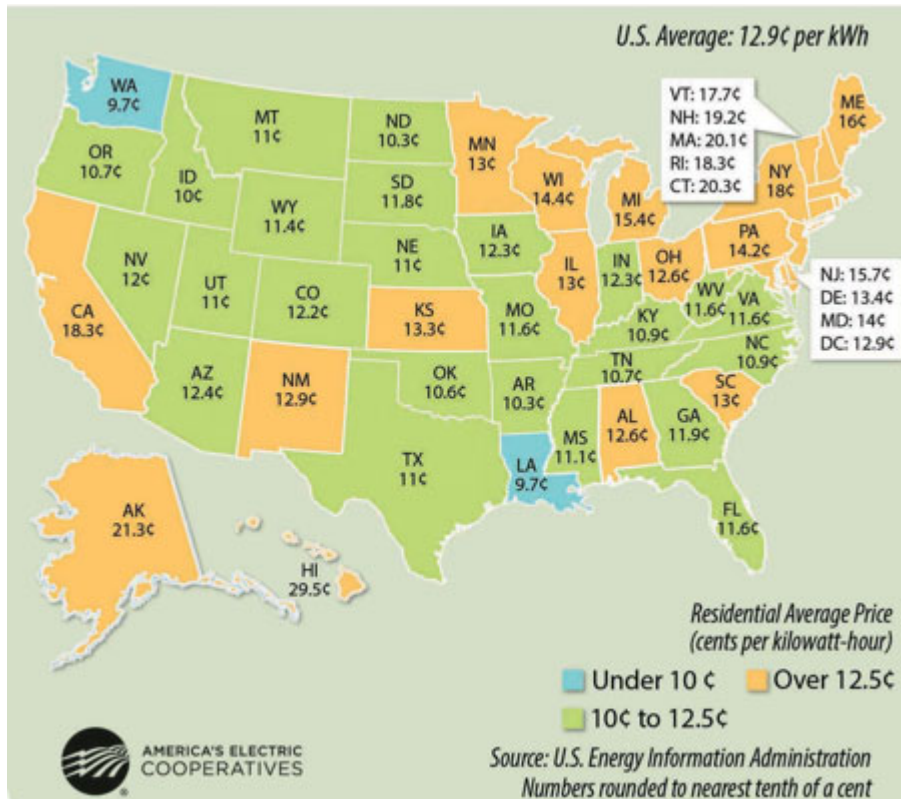 U.S. Average: 12.9¢ per kWh
WA
9.7¢
MT
11¢
ND
10.3¢
MN
13¢
VT: 17.7¢
NH: 19.2¢
MA: 20.1¢
RI: 18.3¢
CT: 20.3¢
ME
16¢
OR
10.7¢
ID
10¢
SD
11.8¢
WI
14.4¢
MI
15.4¢
NY
18¢
WY
11.4¢
IA
12.3¢
NE
11¢
PA
14.2¢
NV
12¢
UT
11¢
CO
12.2¢
IL
13¢
IN
12.3¢
OH
12.6¢
NJ: 15.7¢
DE: 13.4¢
MD: 14¢
DC: 12.9¢
CA
18.3¢
KS
13.3¢
MO
11.6¢
KY
10.9¢
WV
11.6¢
VA
11.6¢
AZ
12.4¢
NM
12.9¢
OK
10.6¢
AR
10.3¢
TN
10.7¢
NC
10.9¢
SC
13¢
TX
11¢
LA
9.7¢
MS
11.1¢
AL
12.6¢
GA
11.9¢
FL
11.6¢
AK
21.3¢
HI
29.5¢
Residential Average Price
(cents per kilowatt-hour)
Under 10 ¢
Over 12.5¢
10¢ to 12.5¢
AMERICA'S ELECTRIC
COOPERATIVES
®
Source: U.S. Energy Information Administration
Numbers rounded to nearest tenth of a cent